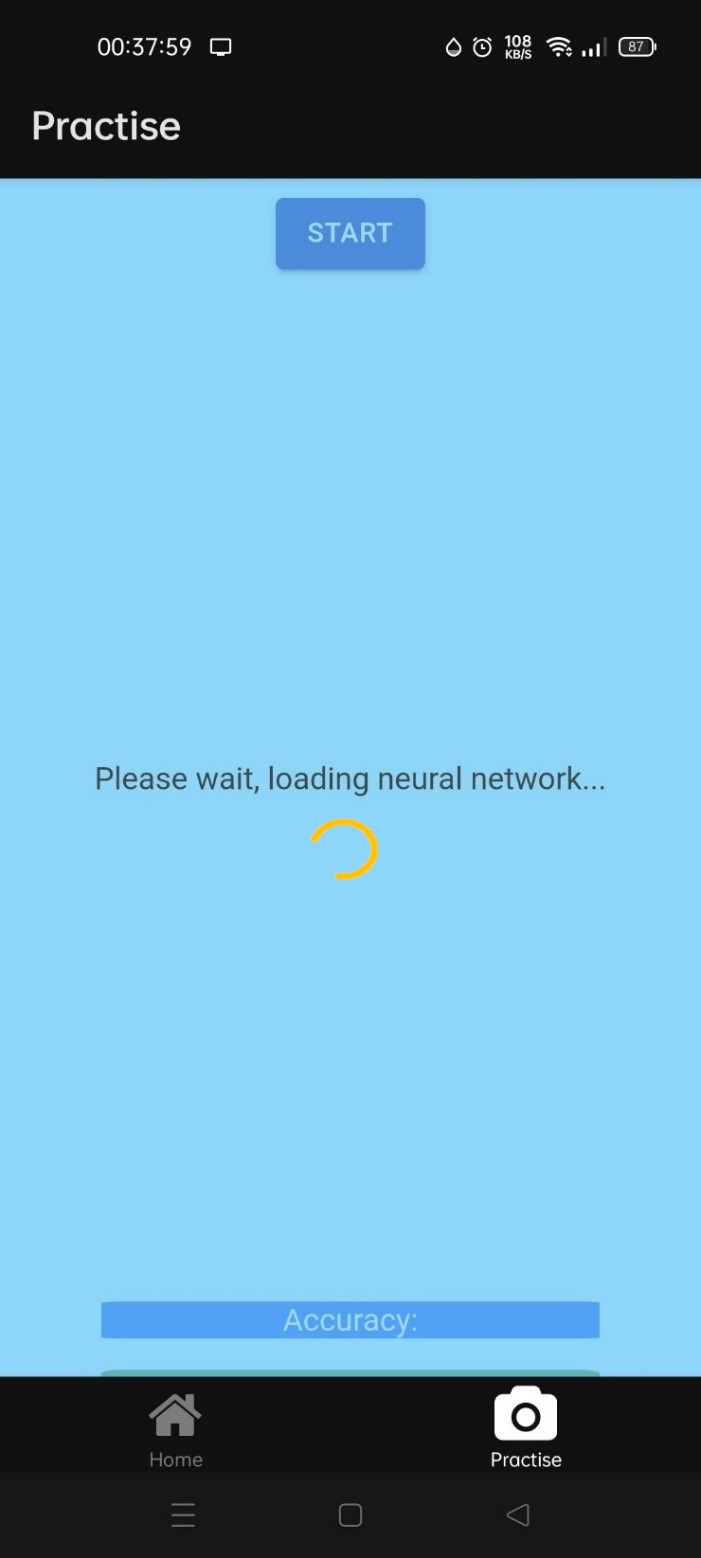 00:37:59
108
KB/S
87
Practise
START
Please wait, loading neural network...
Accuracy:
Home
Practise